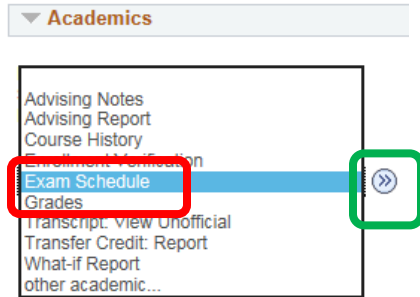 Academics
Advising Notes
Advising Report
Course History
Enrollment Verification
Exam Schedule
Grades
Transcript: View Unofficial
Transfer Credit: Report
What-if Report
other academic...